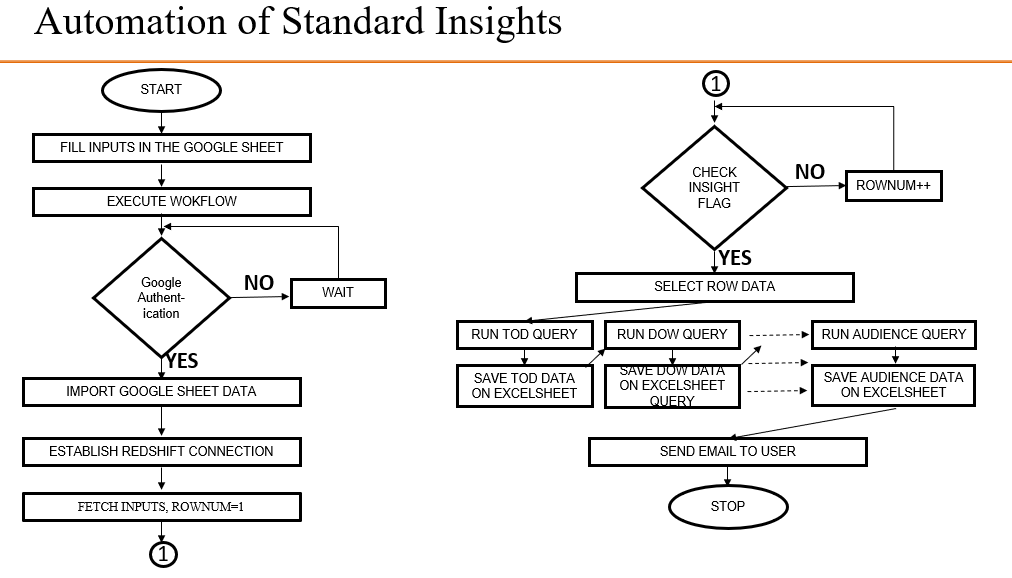 Automation of Standard Insights
START
FILL INPUTS IN THE GOOGLE SHEET
EXECUTE WOKFLOW
Google
Authent-
ication
NO
WAIT
YES
IMPORT GOOGLE SHEET DATA
ESTABLISH REDSHIFT CONNECTION
FETCH INPUTS, ROWNUM=1
1
1
CHECK
INSIGHT
FLAG
NO
ROWNUM++
YES
SELECT ROW DATA
RUN TOD QUERY
SAVE TOD DATA
ON EXCELSHEET
RUN DOW QUERY
SAVE DOW DATA
ON EXCELSHEET
QUERY
RUN AUDIENCE QUERY
SAVE AUDIENCE DATA
ON EXCELSHEET
SEND EMAIL TO USER
STOP